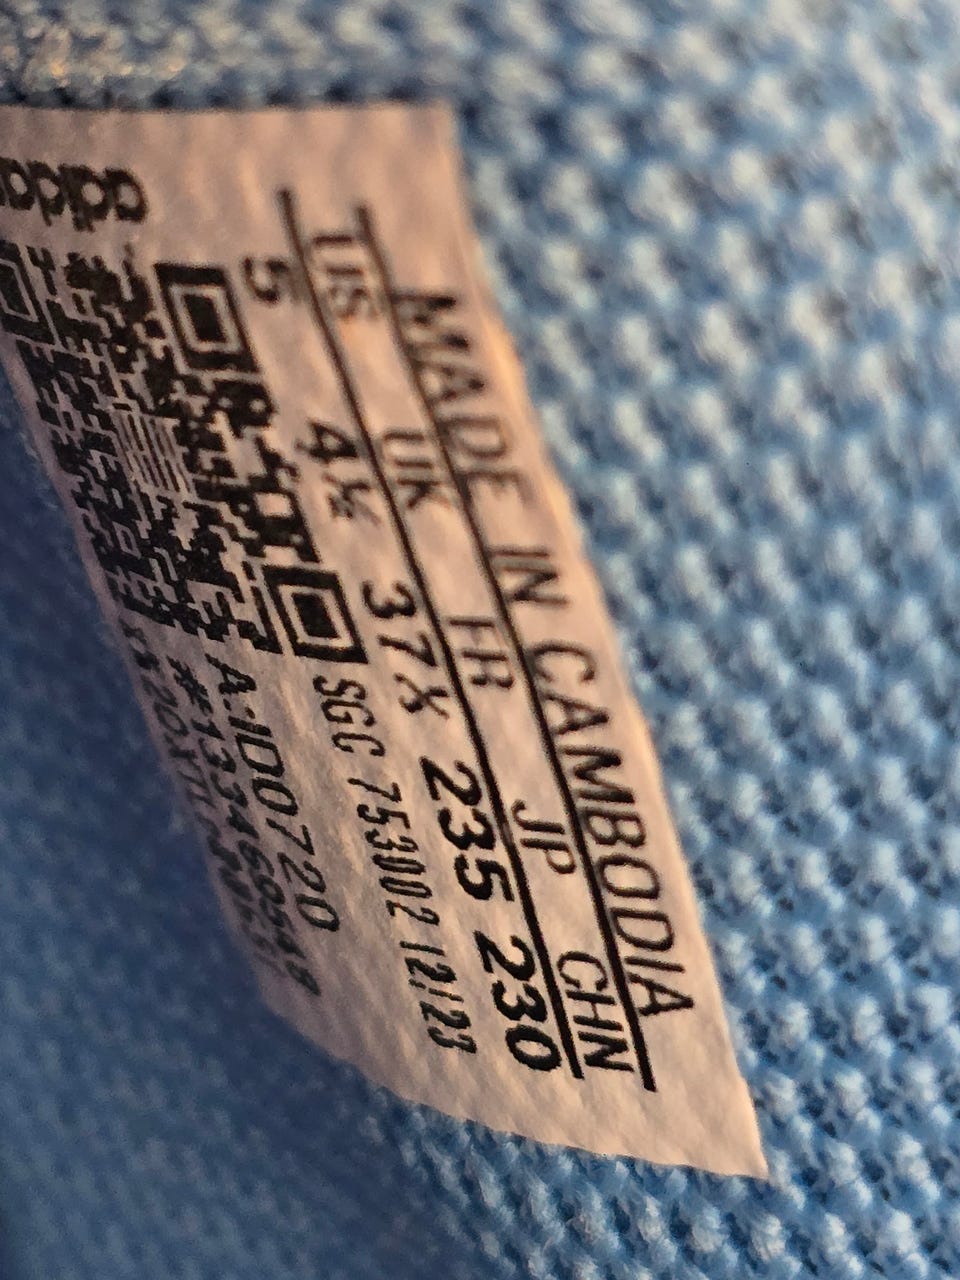 MADE IN CAMBODIA
US UK FR JP CHN
5 4½ 37⅓ 235 230
SGC 753002 12/23
adidas
A:ID0720